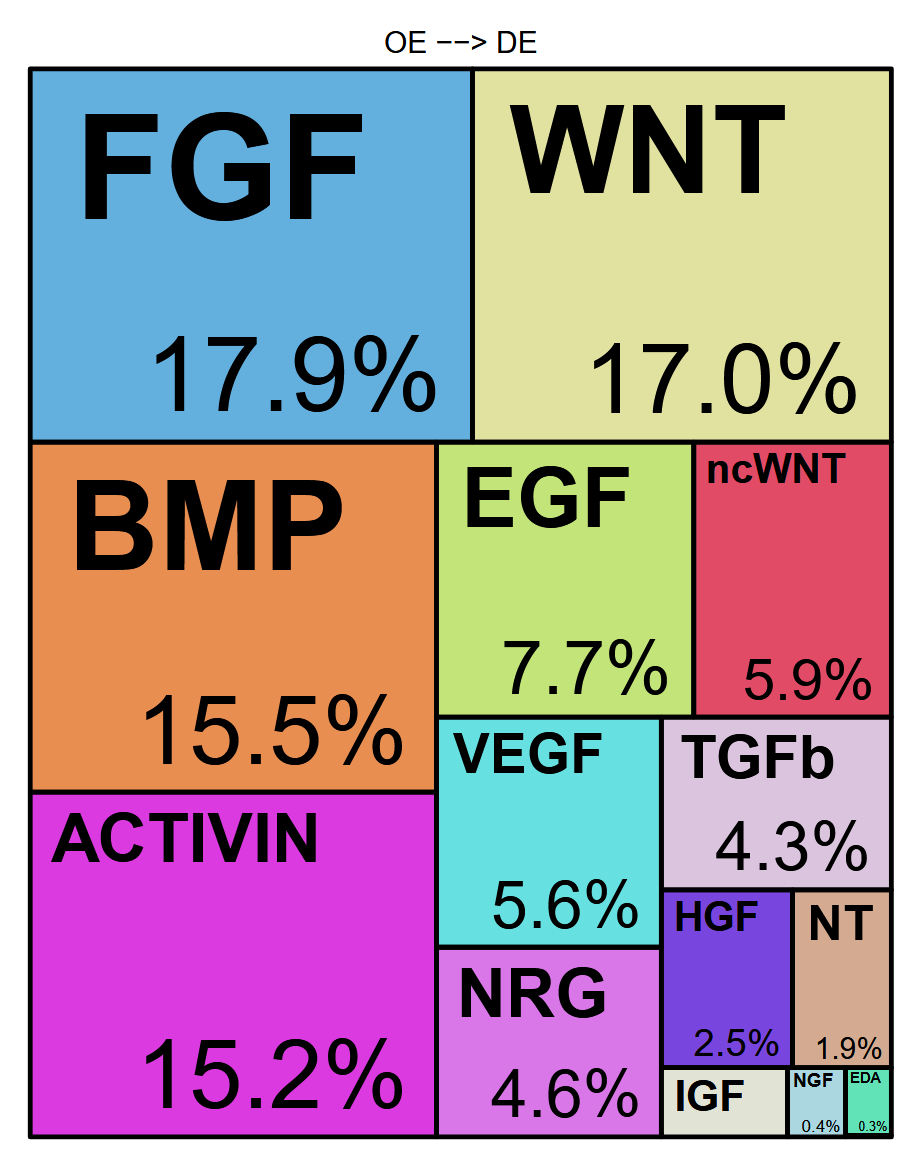 OE −−> DE
FGF
17.9%
WNT
17.0%
BMP
15.5%
EGF
7.7%
ncWNT
5.9%
ACTIVIN
15.2%
VEGF
5.6%
TGFb
4.3%
NRG
4.6%
HGF
2.5%
NT
1.9%
IGF
NGF
0.4%
EDA
0.3%